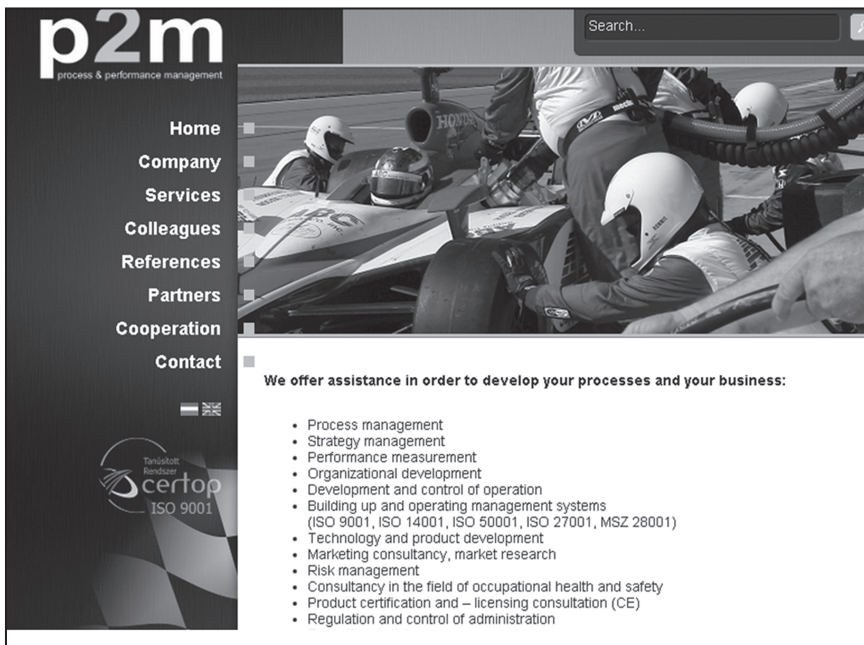 p2m
process & performance management
Search...
Home
Company
Services
Colleagues
References
Partners
Cooperation
Contact
HONDA
Tanúsított
Rendszer
certop
ISO 9001
We offer assistance in order to develop your processes and your business:
• Process management
• Strategy management
• Performance measurement
• Organizational development
• Development and control of operation
• Building up and operating management systems
(ISO 9001, ISO 14001, ISO 50001, ISO 27001, MSZ 28001)
• Technology and product development
• Marketing consultancy, market research
• Risk management
• Consultancy in the field of occupational health and safety
• Product certification and – licensing consultation (CE)
• Regulation and control of administration